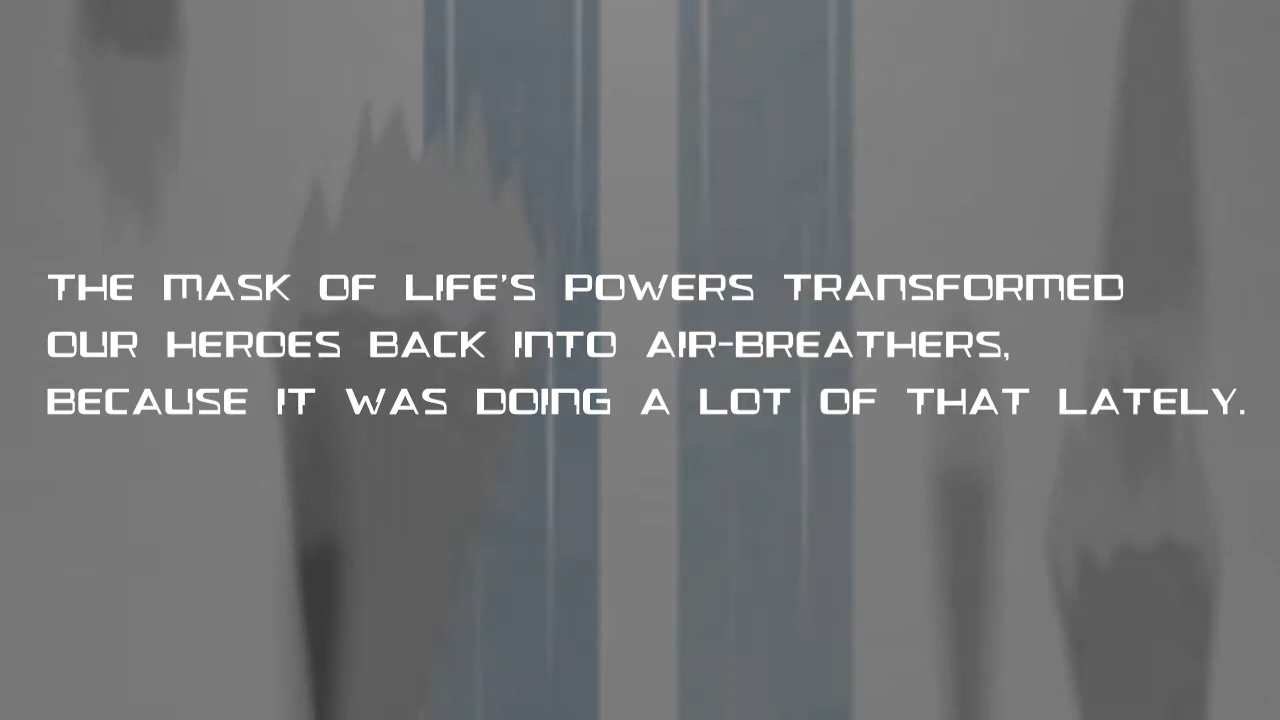 THE MASK OF LIFE'S POWERS TRANSFORMED
OUR HEROES BACK INTO AIR-BREATHERS,
BECAUSE IT WAS DOING A LOT OF THAT LATELY.